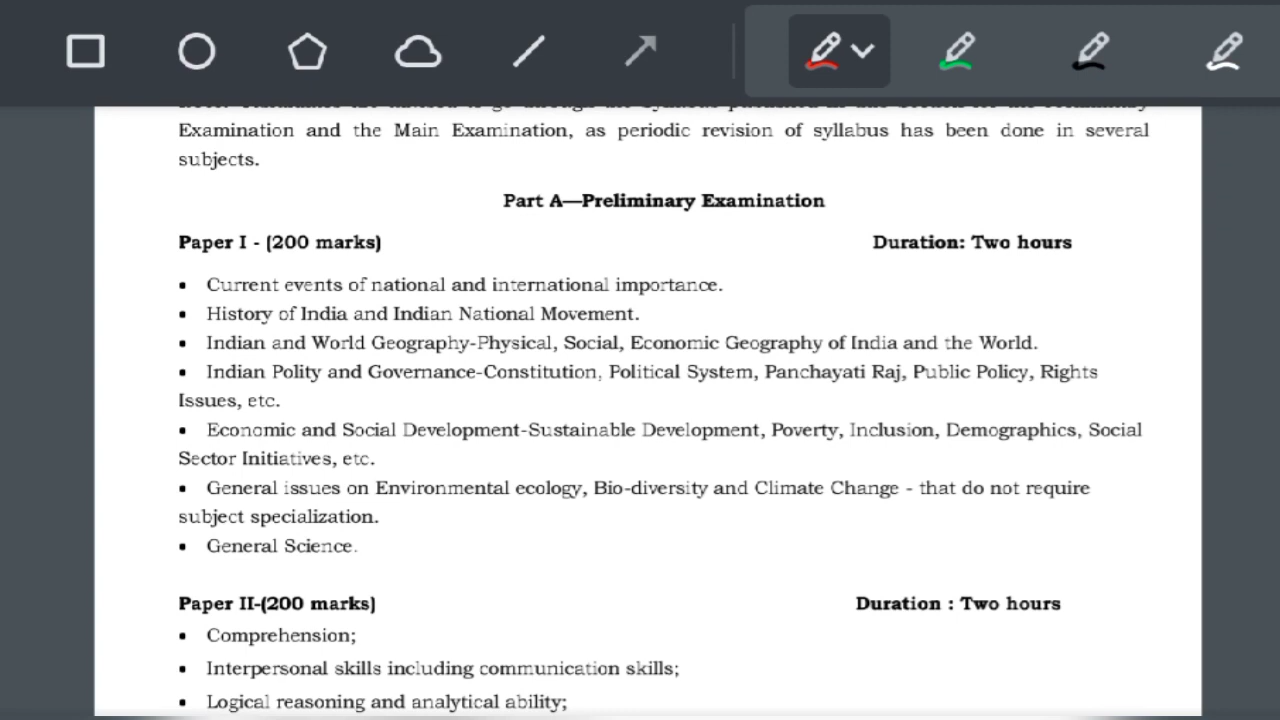 Examination and the Main Examination, as periodic revision of syllabus has been done in several
subjects.
Part A—Preliminary Examination
Paper I - (200 marks) Duration: Two hours
• Current events of national and international importance.
• History of India and Indian National Movement.
• Indian and World Geography-Physical, Social, Economic Geography of India and the World.
• Indian Polity and Governance-Constitution, Political System, Panchayati Raj, Public Policy, Rights
Issues, etc.
• Economic and Social Development-Sustainable Development, Poverty, Inclusion, Demographics, Social
Sector Initiatives, etc.
• General issues on Environmental ecology, Bio-diversity and Climate Change - that do not require
subject specialization.
• General Science.
Paper II-(200 marks) Duration : Two hours
• Comprehension;
• Interpersonal skills including communication skills;
• Logical reasoning and analytical ability;